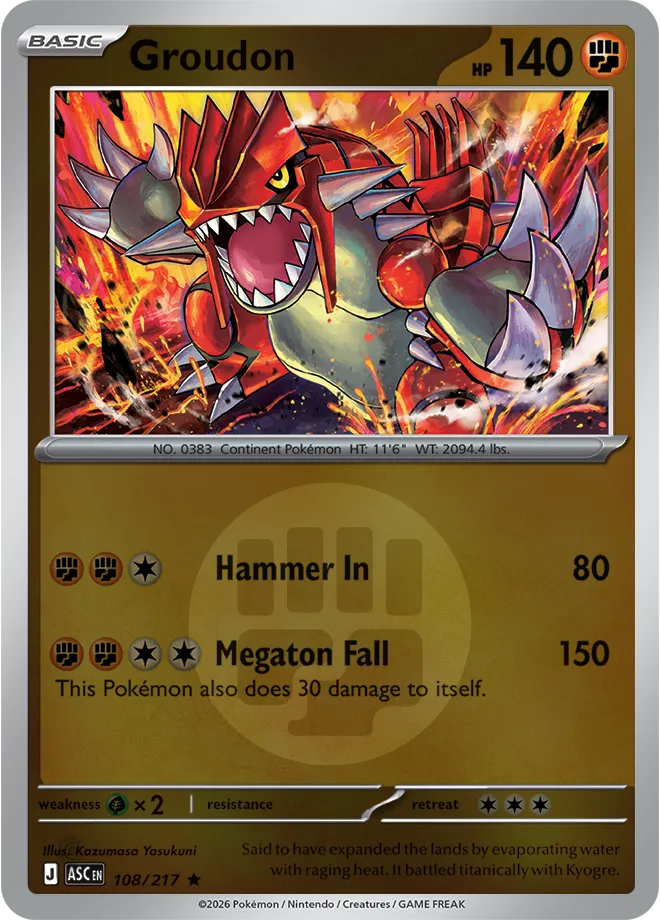 BASIC Groudon HP 140
NO. 0383 Continent Pokémon HT: 11'6" WT: 2094.4 lbs.
Hammer In 80
Megaton Fall 150
This Pokémon also does 30 damage to itself.
weakness ×2 resistance retreat
Illus. Kazumasa Yasukuni
Said to have expanded the lands by evaporating water
with raging heat. It battled titanically with Kyogre.
J ASC EN 108/217 ★
©2026 Pokémon / Nintendo / Creatures / GAME FREAK